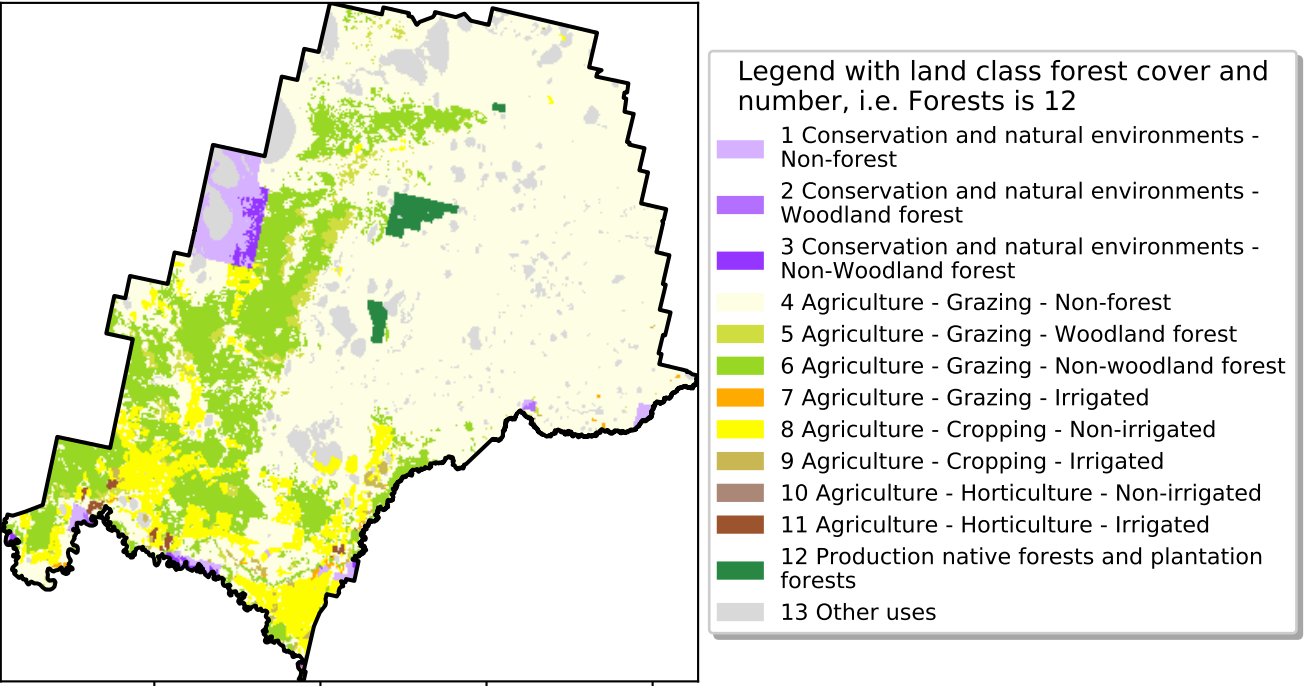 Legend with land class forest cover and
number, i.e. Forests is 12
1 Conservation and natural environments -
Non-forest
2 Conservation and natural environments -
Woodland forest
3 Conservation and natural environments -
Non-Woodland forest
4 Agriculture - Grazing - Non-forest
5 Agriculture - Grazing - Woodland forest
6 Agriculture - Grazing - Non-woodland forest
7 Agriculture - Grazing - Irrigated
8 Agriculture - Cropping - Non-irrigated
9 Agriculture - Cropping - Irrigated
10 Agriculture - Horticulture - Non-irrigated
11 Agriculture - Horticulture - Irrigated
12 Production native forests and plantation
forests
13 Other uses